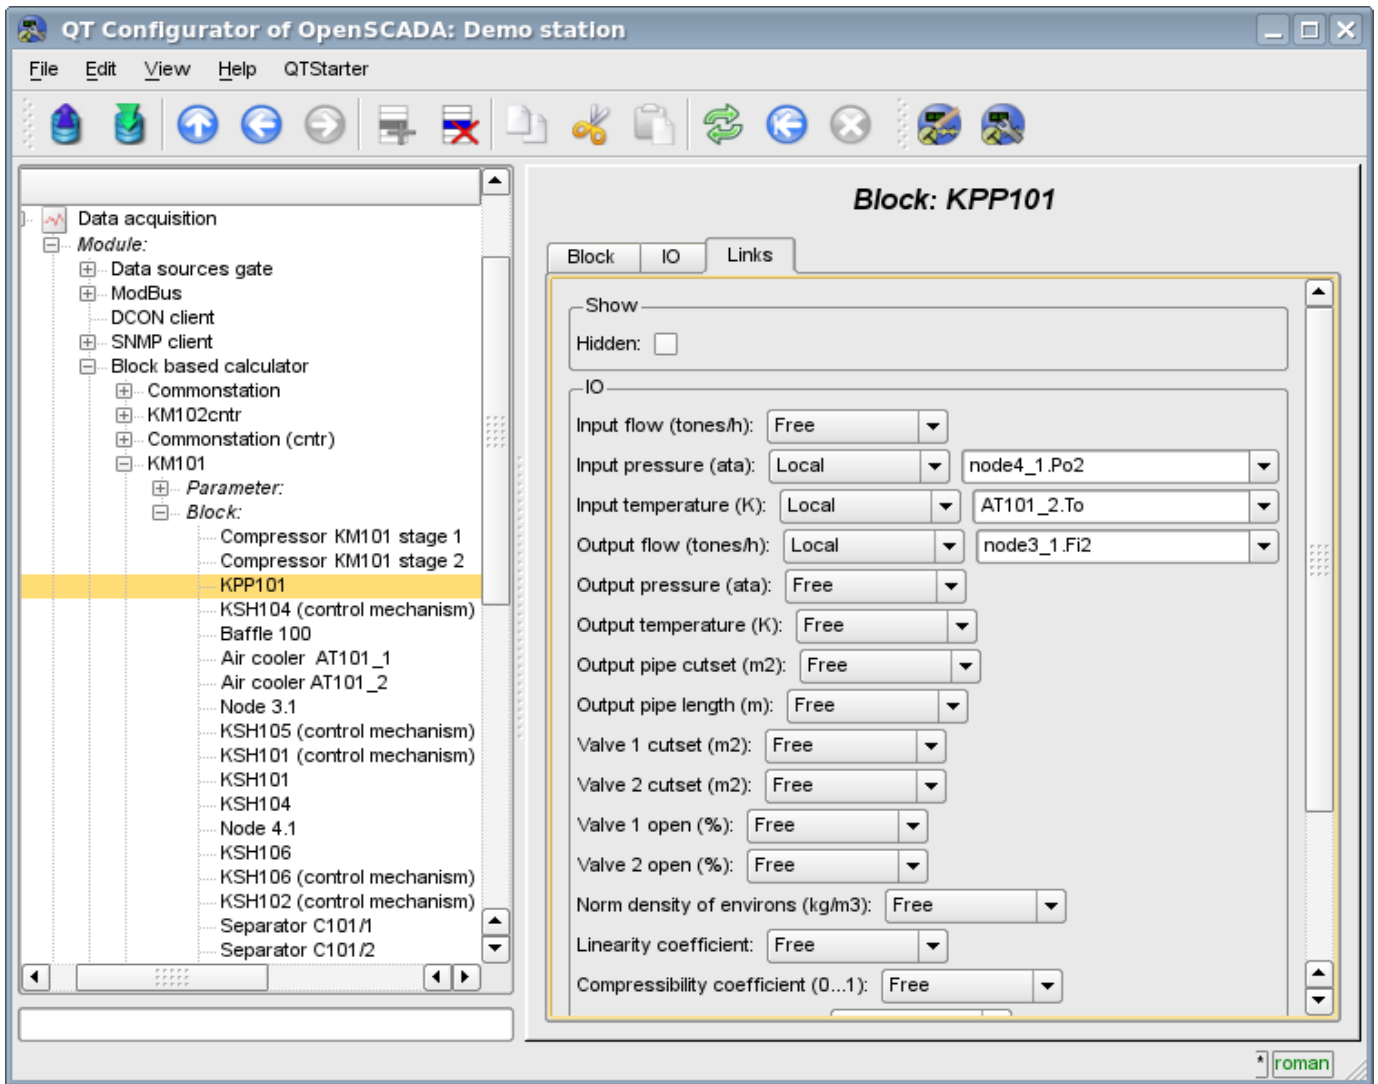 QT Configurator of OpenSCADA: Demo station
File Edit View Help QTStarter
Data acquisition
Module:
Data sources gate
ModBus
DCON client
SNMP client
Block based calculator
Commonstation
KM102cntr
Commonstation (cntr)
KM101
Parameter:
Block:
Compressor KM101 stage 1
Compressor KM101 stage 2
KPP101
KSH104 (control mechanism)
Baffle 100
Air cooler  AT101_1
Air cooler AT101_2
Node 3.1
KSH105 (control mechanism)
KSH101 (control mechanism)
KSH101
KSH104
Node 4.1
KSH106
KSH106 (control mechanism)
KSH102 (control mechanism)
Separator C101/1
Separator C101/2
Block: KPP101
Block IO Links
Show
Hidden:
IO
Input flow (tones/h): Free
Input pressure (ata): Local node4_1.Po2
Input temperature (K): Local AT101_2.To
Output flow (tones/h): Local node3_1.Fi2
Output pressure (ata): Free
Output temperature (K): Free
Output pipe cutset (m2): Free
Output pipe length (m): Free
Valve 1 cutset (m2): Free
Valve 2 cutset (m2): Free
Valve 1 open (%): Free
Valve 2 open (%): Free
Norm density of environs (kg/m3): Free
Linearity coefficient: Free
Compressibility coefficient (0...1): Free
* roman